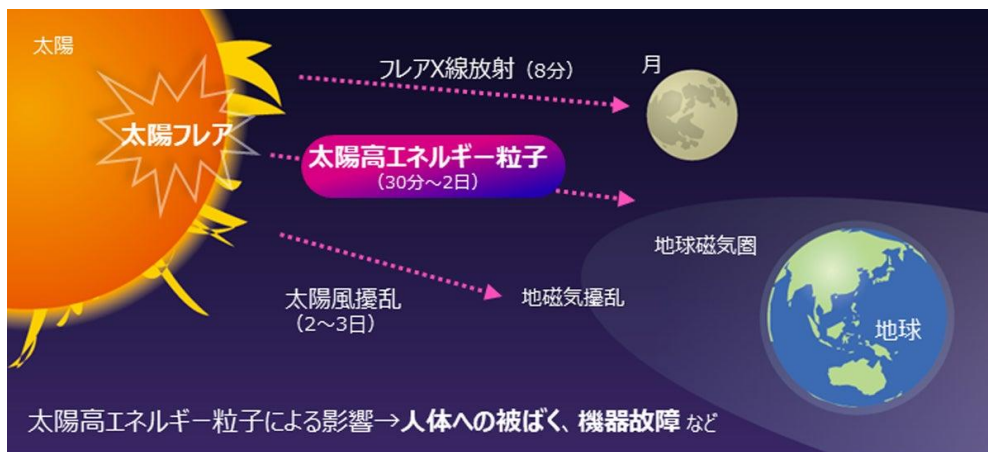 太陽
フレアX線放射（8分）
月
太陽フレア
太陽高エネルギー粒子
（30分～2日）
地球磁気圏
太陽風擾乱
（2～3日）
地磁気擾乱
地球
太陽高エネルギー粒子による影響→人体への被ばく、機器故障 など